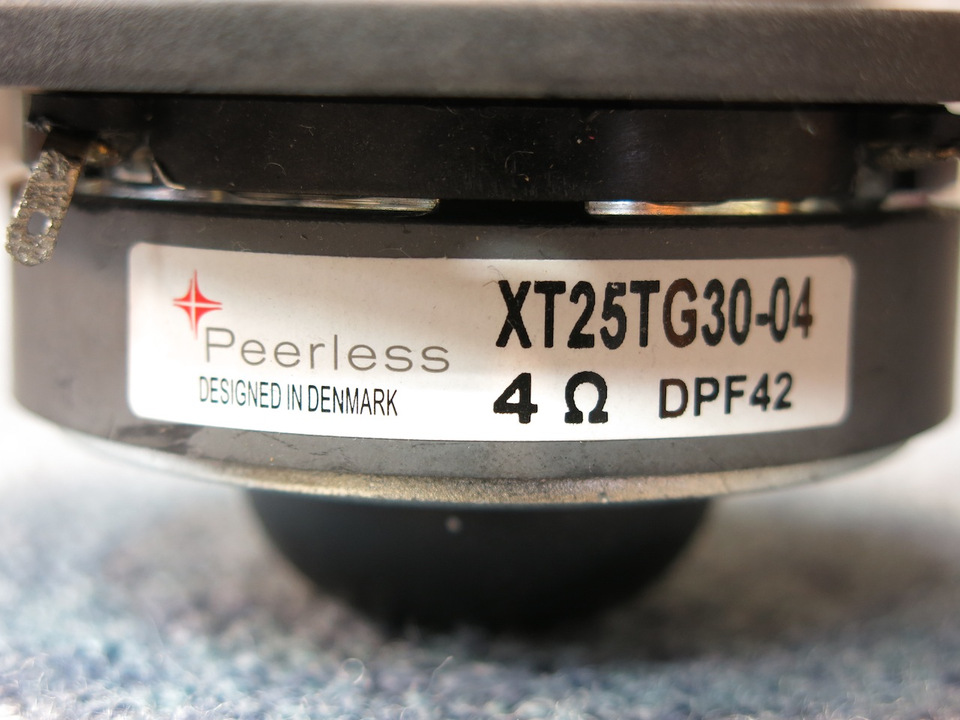 Peerless
DESIGNED IN DENMARK
XT25TG30-04
4 Ω DPF42